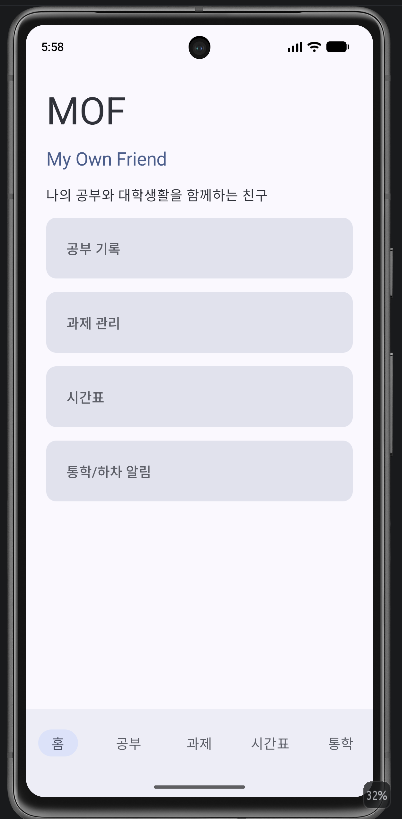 5:58
MOF
My Own Friend
나의 공부와 대학생활을 함께하는 친구
공부 기록
과제 관리
시간표
통학/하차 알림
홈 공부 과제 시간표 통학
32%